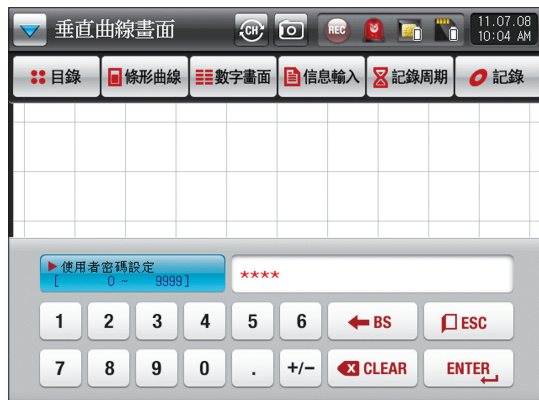 垂直曲線畫面
CH
REC
11.07.08
10:04 AM
目錄
條形曲線
數字畫面
信息輸入
記錄周期
記錄
使用者密碼設定
[ 0 ~ 9999]
****
1 2 3 4 5 6 BS ESC
7 8 9 0 . +/- CLEAR ENTER